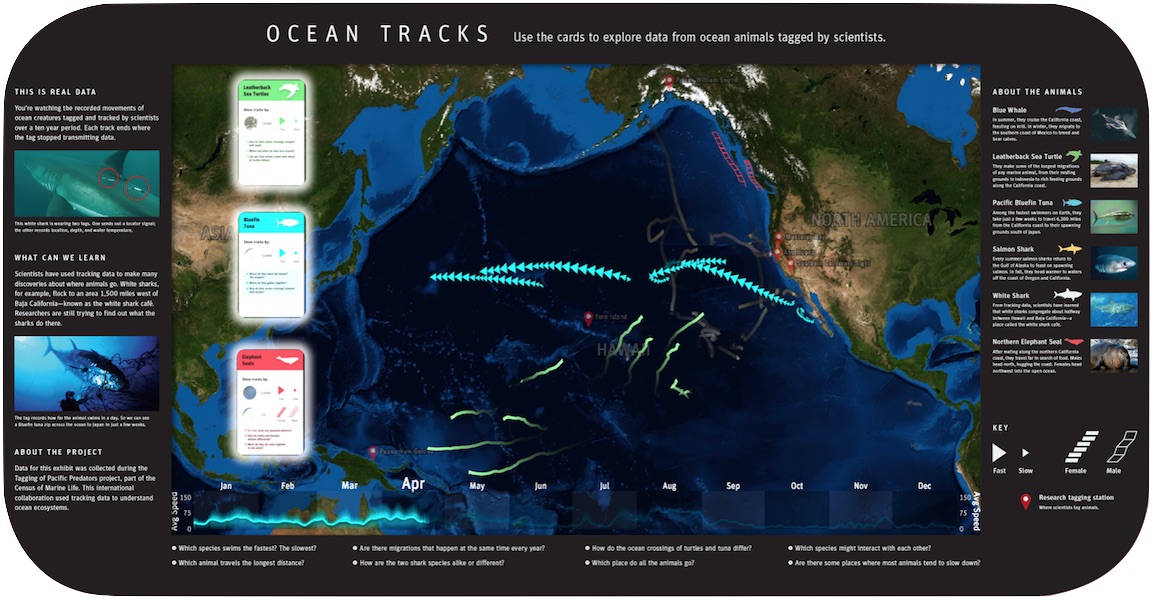 OCEAN TRACKS
Use the cards to explore data from ocean animals tagged by scientists.
THIS IS REAL DATA
You're watching the recorded movements of
ocean creatures tagged and tracked by scientists
over a ten-year period. Each track ends where
the tag stopped transmitting data.
This white shark is wearing two tags. One sends out a locator signal;
the other records location, depth, and water temperature.
WHAT CAN WE LEARN
Scientists have used tracking data to make many
discoveries about where animals go. White sharks,
for example, flock to an area 1,500 miles west of
Baja California—known as the white shark café.
Researchers are still trying to find out what the
sharks do there.
The tag records how far the animal swims in a day. So we can see
a Bluefin tuna zip across the ocean to Japan in just a few weeks.
ABOUT THE PROJECT
Data for this exhibit was collected during the
Tagging of Pacific Predators project, part of the
Census of Marine Life. This international
collaboration used tracking data to understand
ocean ecosystems.
Leatherback
Sea Turtles
Show tracks by:
Bluefin
Tuna
Show tracks by:
Elephant
Seals
Show tracks by:
ASIA
NORTH AMERICA
HAWAII
Prince William Sound
Tern Island
Jan
Feb
Mar
Apr
May
Jun
Jul
Aug
Sep
Oct
Nov
Dec
Avg Speed
150
75
0
150
75
0
Avg Speed
Which species swims the fastest? The slowest?
Which animal travels the longest distance?
Are there migrations that happen at the same time every year?
How are the two shark species alike or different?
How do the ocean crossings of turtles and tuna differ?
Which place do all the animals go?
Which species might interact with each other?
Are there some places where most animals tend to slow down?
ABOUT THE ANIMALS
Blue Whale
In summer, they cruise the California coast,
feasting on krill. In winter, they migrate to
the southern coast of Mexico to breed and
bear calves.
Leatherback Sea Turtle
They make some of the longest migrations
of any marine animal, from their nesting
grounds in Indonesia to rich feeding grounds
along the California coast.
Pacific Bluefin Tuna
Among the fastest swimmers on Earth, they
take just a few weeks to travel 6,300 miles
from the California coast to their spawning
grounds south of Japan.
Salmon Shark
Every summer salmon sharks return
to the Gulf of Alaska to feast on spawning
salmon. In fall, they head warmer to waters
off the coast of Oregon and California.
White Shark
From tracking data, scientists have learned
that white sharks congregate about halfway
between Hawaii and Baja California—a
place called the white shark cafe.
Northern Elephant Seal
After mating along the northern California
coast, they travel far in search of food. Males
head north, hugging the coast. Females head
northwest into the open ocean.
KEY
Fast
Slow
Female
Male
Research tagging station
Where scientists tag animals.